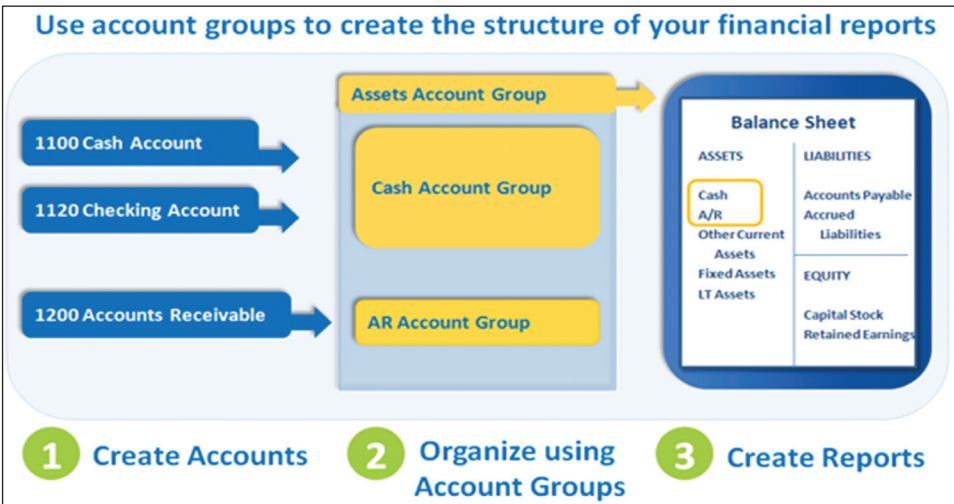 Use account groups to create the structure of your financial reports
1100 Cash Account
1120 Checking Account
1200 Accounts Receivable
Assets Account Group
Cash Account Group
AR Account Group
Balance Sheet
ASSETS
Cash
A/R
Other Current
Assets
Fixed Assets
LT Assets
LIABILITIES
Accounts Payable
Accrued
Liabilities
EQUITY
Capital Stock
Retained Earnings
1 Create Accounts
2 Organize using
Account Groups
3 Create Reports